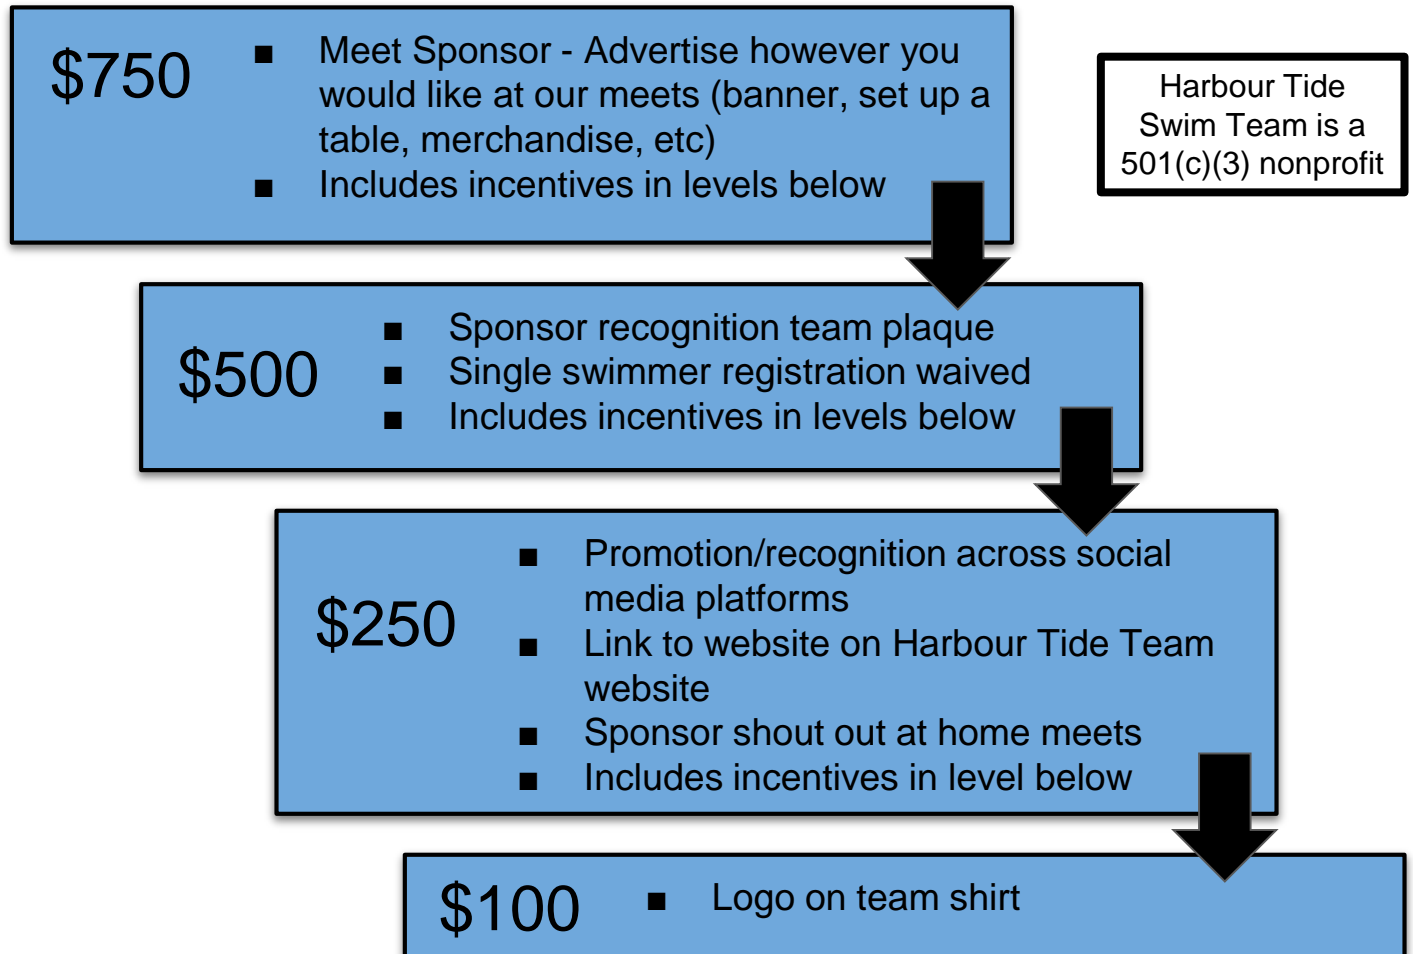 $750
■ Meet Sponsor - Advertise however you
would like at our meets (banner, set up a
table, merchandise, etc)
■ Includes incentives in levels below
Harbour Tide
Swim Team is a
501(c)(3) nonprofit
$500
■ Sponsor recognition team plaque
■ Single swimmer registration waived
■ Includes incentives in levels below
$250
■ Promotion/recognition across social
media platforms
■ Link to website on Harbour Tide Team
website
■ Sponsor shout out at home meets
■ Includes incentives in level below
$100
■ Logo on team shirt